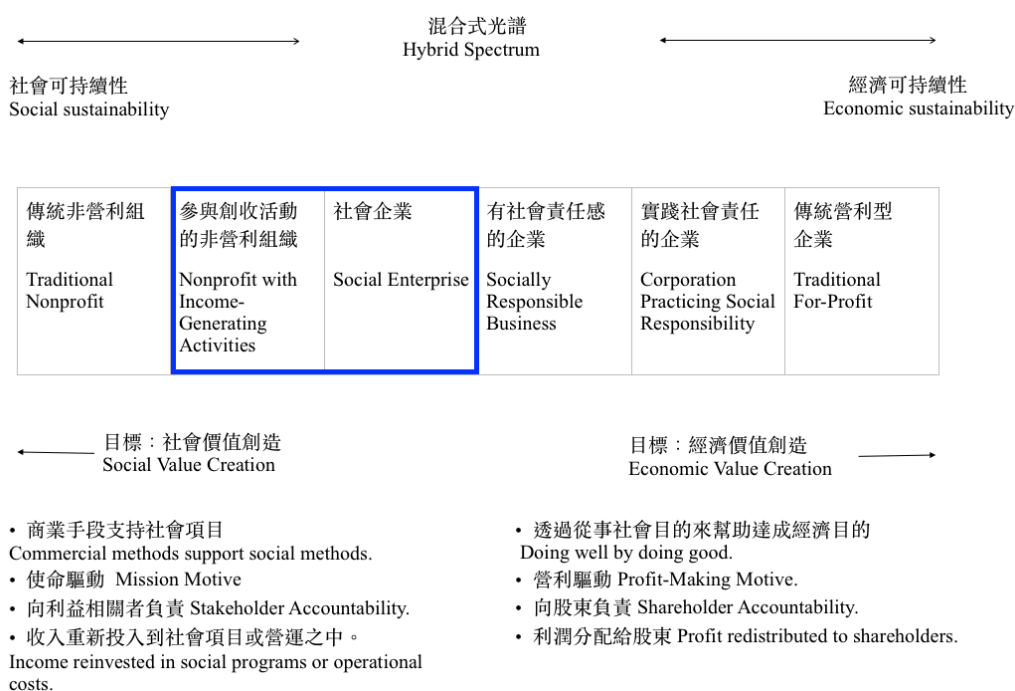 混合式光譜
Hybrid Spectrum
社會可持續性
Social sustainability
經濟可持續性
Economic sustainability
傳統非營利組
織
Traditional
Nonprofit
參與創收活動
的非營利組織
Nonprofit with
Income-
Generating
Activities
社會企業
Social Enterprise
有社會責任感
的企業
Socially
Responsible
Business
實踐社會責任
的企業
Corporation
Practicing Social
Responsibility
傳統營利型
企業
Traditional
For-Profit
目標：社會價值創造
Social Value Creation
目標：經濟價值創造
Economic Value Creation
• 商業手段支持社會項目
Commercial methods support social methods.
• 使命驅動 Mission Motive
• 向利益相關者負責 Stakeholder Accountability.
• 收入重新投入到社會項目或營運之中。
Income reinvested in social programs or operational
costs.
• 透過從事社會目的來幫助達成經濟目的
Doing well by doing good.
• 營利驅動 Profit-Making Motive.
• 向股東負責 Shareholder Accountability.
• 利潤分配給股東 Profit redistributed to shareholders.